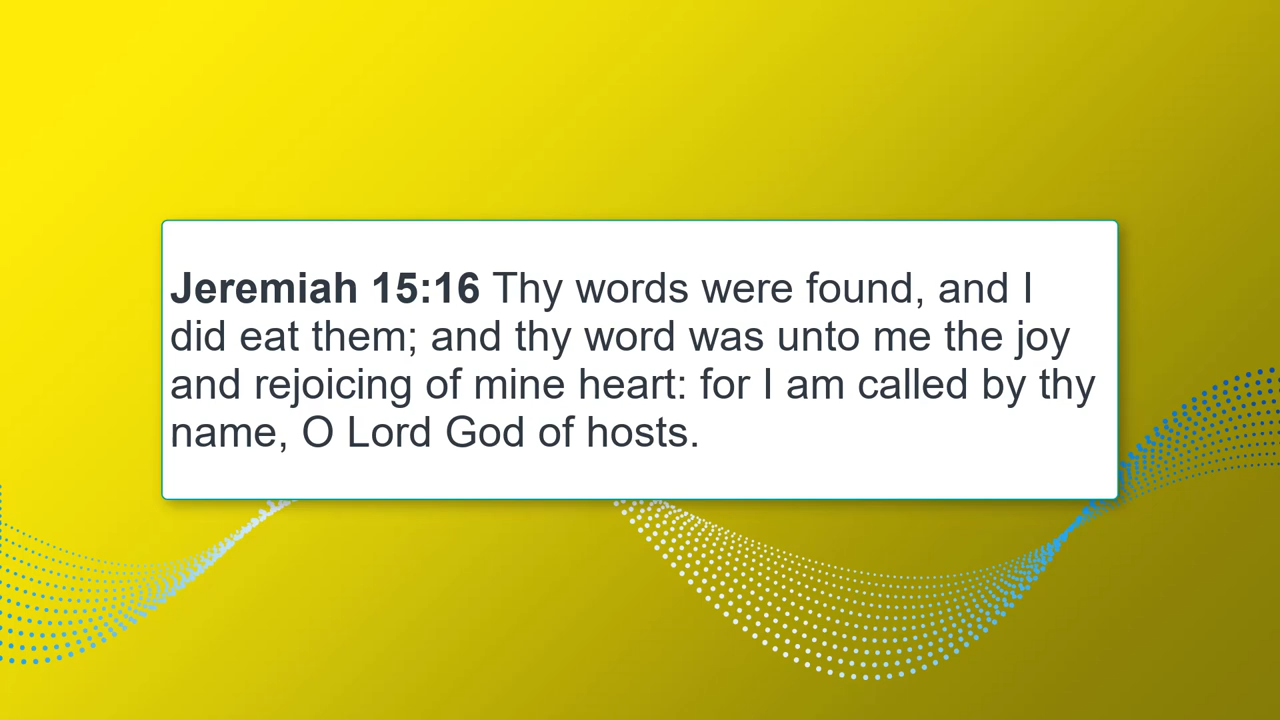 Jeremiah 15:16 Thy words were found, and I
did eat them; and thy word was unto me the joy
and rejoicing of mine heart: for I am called by thy
name, O Lord God of hosts.